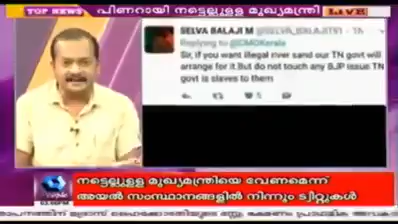 TOP NEWS
പിണറായി നട്ടെല്ലുള്ള മുഖ്യമന്ത്രി
LIVE
SELVA BALAJI M @SELVA_BALAJIT91 · TA
Replying to @CMOKerala
Sir, if you want illegal river sand our TN govt will
arrange for it.But do not touch any BJP issue TN
govt is slaves to them
നട്ടെല്ലുള്ള മുഖ്യമന്ത്രിയെ വേണമെന്ന്
അയൽ സംസ്ഥാനങ്ങളിൽ നിന്നും ട്വീറ്റുകൾ